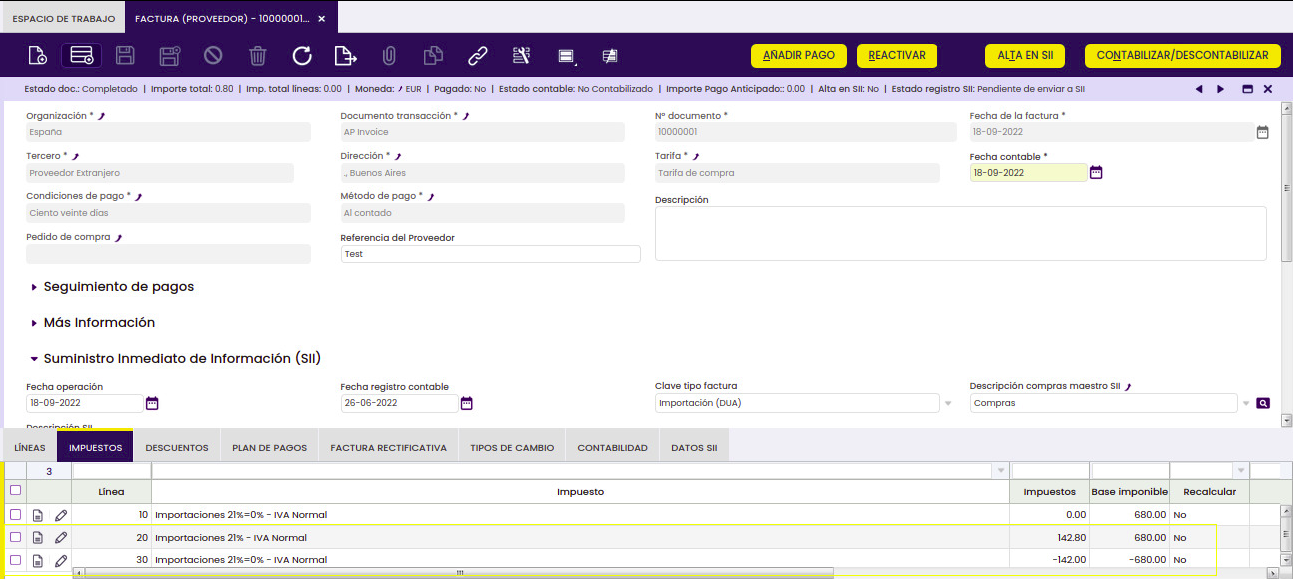 ESPACIO DE TRABAJO FACTURA (PROVEEDOR) - 10000001... ×
AÑADIR PAGO REACTIVAR ALTA EN SII CONTABILIZAR/DESCONTABILIZAR
Estado doc.: Completado | Importe total: 0.80 | Imp. total líneas: 0.00 | Moneda: EUR | Pagado: No | Estado contable: No Contabilizado | Importe Pago Anticipado:: 0.00 | Alta en SII: No | Estado registro SII: Pendiente de enviar a SII
Organización * Documento transacción * Nº documento * Fecha de la factura *
España AP Invoice 10000001 18-09-2022
Tercero * Dirección * Tarifa * Fecha contable *
Proveedor Extranjero ., Buenos Aires Tarifa de compra 18-09-2022
Condiciones de pago * Método de pago * Descripción
Ciento veinte días Al contado
Pedido de compra Referencia del Proveedor
Test
Seguimiento de pagos
Más Información
Suministro Inmediato de Información (SII)
Fecha operación Fecha registro contable Clave tipo factura Descripción compras maestro SII
18-09-2022 26-06-2022 Importación (DUA) Compras
Descripción SII
LÍNEAS IMPUESTOS DESCUENTOS PLAN DE PAGOS FACTURA RECTIFICATIVA TIPOS DE CAMBIO CONTABILIDAD DATOS SII
3
Línea Impuesto Impuestos Base imponible Recalcular
10 Importaciones 21%=0% - IVA Normal 0.00 680.00 No
20 Importaciones 21% - IVA Normal 142.80 680.00 No
30 Importaciones 21%=0% - IVA Normal -142.00 -680.00 No